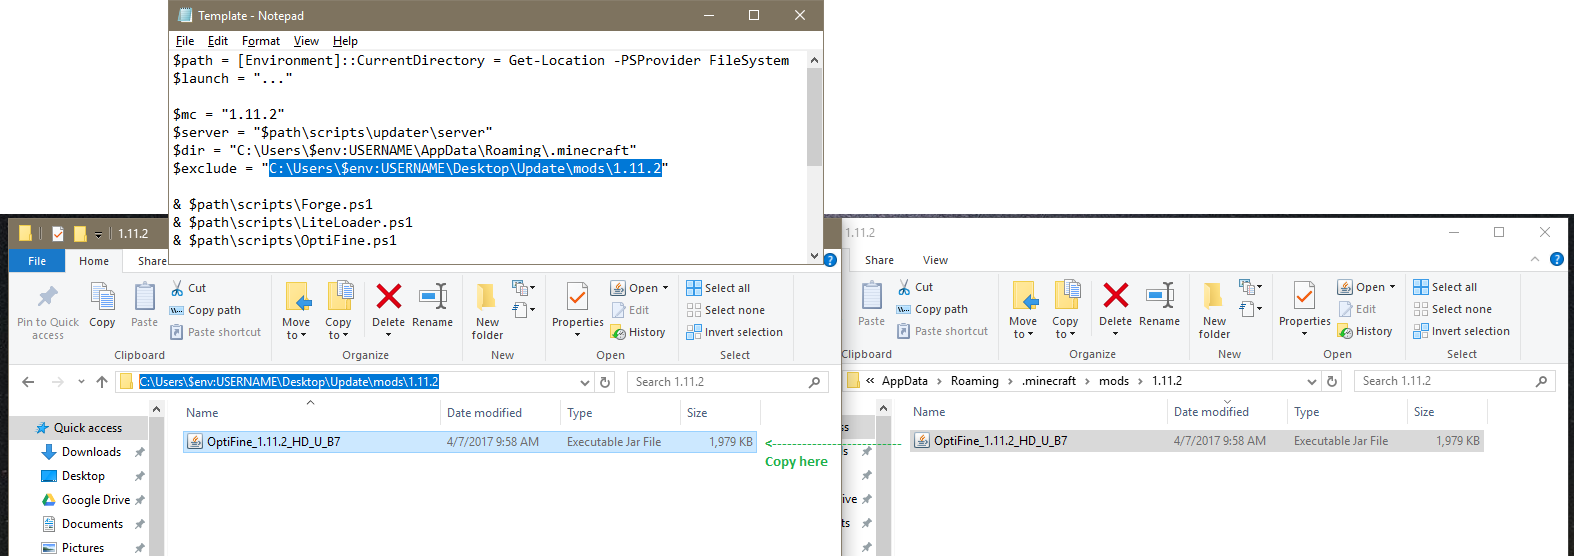 Template - Notepad
File Edit Format View Help
$path = [Environment]::CurrentDirectory = Get-Location -PSProvider FileSystem
$launch = "..."
$mc = "1.11.2"
$server = "$path\scripts\updater\server"
$dir = "C:\Users\$env:USERNAME\AppData\Roaming\.minecraft"
$exclude = "C:\Users\$env:USERNAME\Desktop\Update\mods\1.11.2"
& $path\scripts\Forge.ps1
& $path\scripts\LiteLoader.ps1
& $path\scripts\OptiFine.ps1
1.11.2
File Home Share
Pin to Quick access
Copy
Paste
Cut
Copy path
Paste shortcut
Clipboard
Move to
Copy to
Delete
Rename
Organize
New folder
New
Properties
Open
Edit
History
Open
Select all
Select none
Invert selection
Select
C:\Users\$env:USERNAME\Desktop\Update\mods\1.11.2
Search 1.11.2
Name Date modified Type Size
OptiFine_1.11.2_HD_U_B7 4/7/2017 9:58 AM Executable Jar File 1,979 KB
Quick access
Downloads
Desktop
Google Drive
Documents
Pictures
Copy here
1.11.2
Share View
Paste
Cut
Copy path
Paste shortcut
Clipboard
Move to
Copy to
Delete
Rename
Organize
New folder
New
Properties
Open
Edit
History
Open
Select all
Select none
Invert selection
Select
« AppData › Roaming › .minecraft › mods › 1.11.2
Search 1.11.2
Name Date modified Type Size
OptiFine_1.11.2_HD_U_B7 4/7/2017 9:58 AM Executable Jar File 1,979 KB
ss
ls
ive
ts